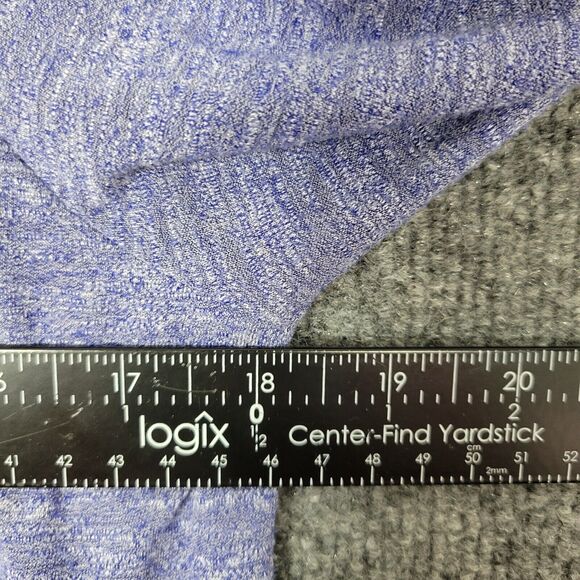 6 17 18 19 20
1 0 1 2
logix 1/2 Center-Find Yardstick
cm
41 42 43 44 45 46 47 48 49 50 51 52
2mm